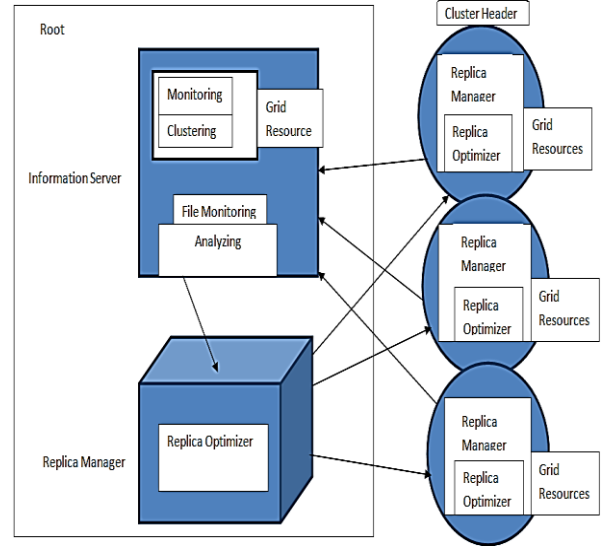 Cluster Header
Root
Monitoring
Clustering
Grid
Resource
Information Server
File Monitoring
Analyzing
Replica Manager
Replica Optimizer
Replica
Manager
Replica
Optimizer
Grid
Resources
Replica
Manager
Replica
Optimizer
Grid
Resources
Replica
Manager
Replica
Optimizer
Grid
Resources